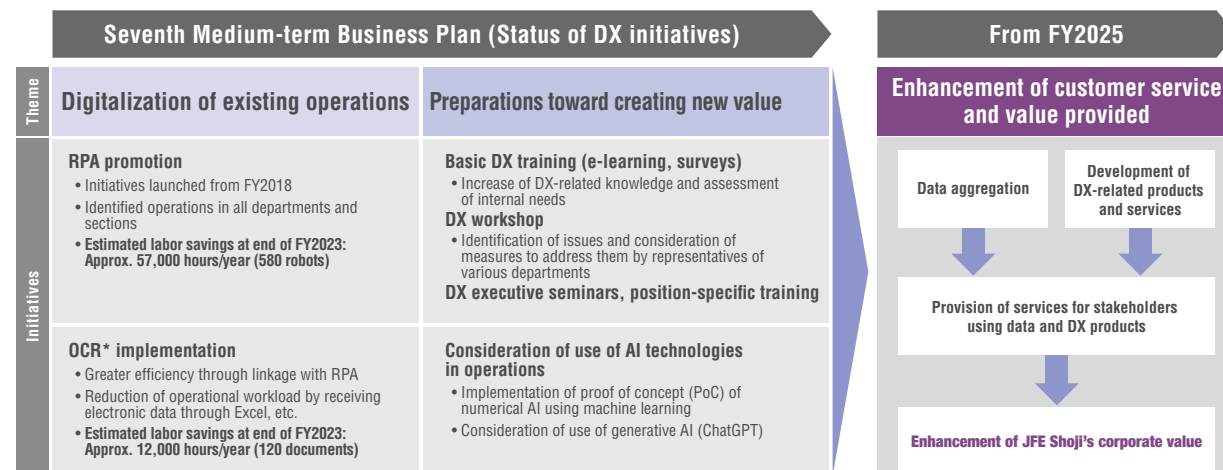 Seventh Medium-term Business Plan (Status of DX initiatives)
From FY2025
Theme
Digitalization of existing operations
Preparations toward creating new value
Enhancement of customer service
and value provided
Initiatives
RPA promotion
• Initiatives launched from FY2018
• Identified operations in all departments and
sections
• Estimated labor savings at end of FY2023:
Approx. 57,000 hours/year (580 robots)
Basic DX training (e-learning, surveys)
• Increase of DX-related knowledge and assessment
of internal needs
DX workshop
• Identification of issues and consideration of
measures to address them by representatives of
various departments
DX executive seminars, position-specific training
OCR* implementation
• Greater efficiency through linkage with RPA
• Reduction of operational workload by receiving
electronic data through Excel, etc.
• Estimated labor savings at end of FY2023:
Approx. 12,000 hours/year (120 documents)
Consideration of use of AI technologies
in operations
• Implementation of proof of concept (PoC) of
numerical AI using machine learning
• Consideration of use of generative AI (ChatGPT)
Data aggregation
Development of
DX-related products
and services
Provision of services for stakeholders
using data and DX products
Enhancement of JFE Shoji's corporate value